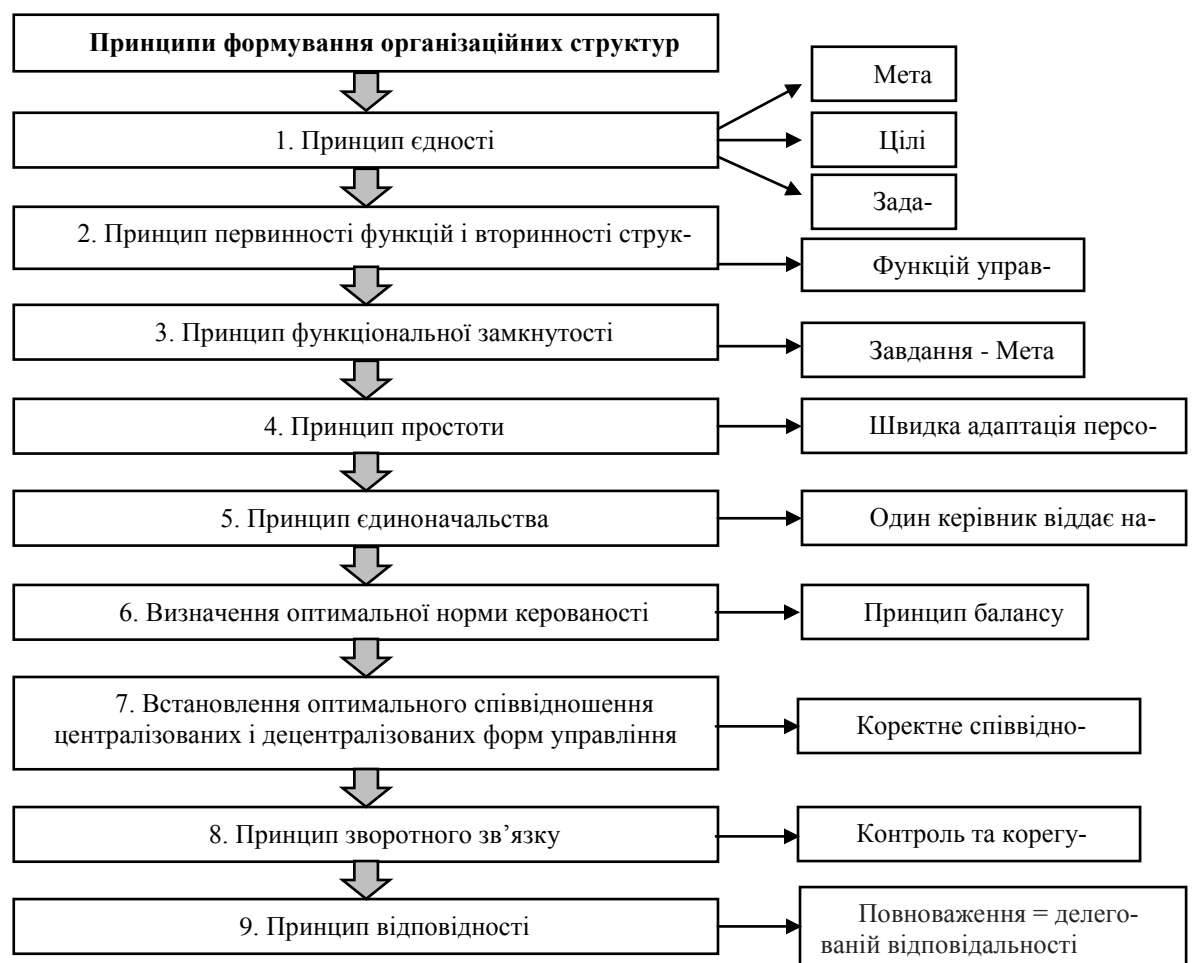 Принципи формування організаційних структур
Мета
1. Принцип єдності
Цілі
Зада-
2. Принцип первинності функцій і вторинності струк-
Функцій управ-
3. Принцип функціональної замкнутості
Завдання - Мета
4. Принцип простоти
Швидка адаптація персо-
5. Принцип єдиноначальства
Один керівник віддає на-
6. Визначення оптимальної норми керованості
Принцип балансу
7. Встановлення оптимального співвідношення
централізованих і децентралізованих форм управління
Коректне співвідно-
8. Принцип зворотного зв’язку
Контроль та корегу-
9. Принцип відповідності
Повноваження = делего-
ваній відповідальності